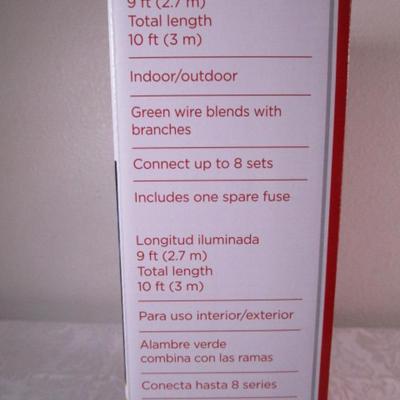 9 ft (2.7 m)
Total length
10 ft (3 m)
Indoor/outdoor
Green wire blends with
branches
Connect up to 8 sets
Includes one spare fuse
Longitud iluminada
9 ft (2.7 m)
Total length
10 ft (3 m)
Para uso interior/exterior
Alambre verde
combina con las ramas
Conecta hasta 8 series